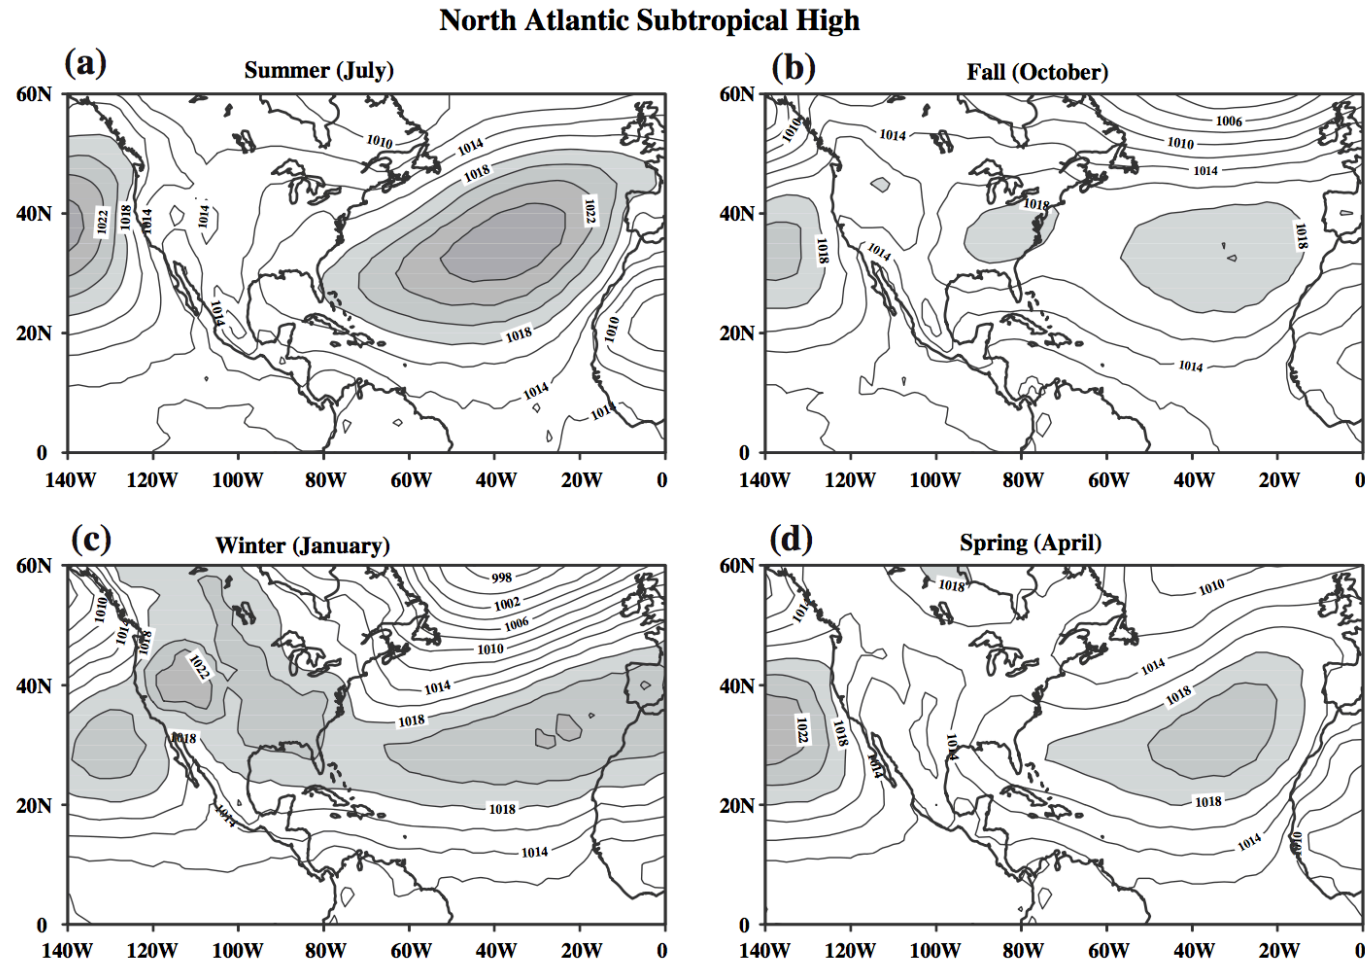 North Atlantic Subtropical High
(a)
Summer (July)
60N
40N
20N
0
140W 120W 100W 80W 60W 40W 20W 0
1010
1014
1018
1022
1018
1014
1014
1022
1014
1018
1010
1014
1014
(b)
Fall (October)
60N
40N
20N
0
140W 120W 100W 80W 60W 40W 20W 0
1010
1014
1006
1010
1014
1018
1018
1014
1018
1014
(c)
Winter (January)
60N
40N
20N
0
140W 120W 100W 80W 60W 40W 20W 0
998
1002
1010
1014
1018
1006
1010
1022
1014
1018
1018
1018
1014
1014
(d)
Spring (April)
60N
40N
20N
0
140W 120W 100W 80W 60W 40W 20W 0
1018
1010
1014
1014
1018
1022
1018
1014
1014
1018
1014
1010